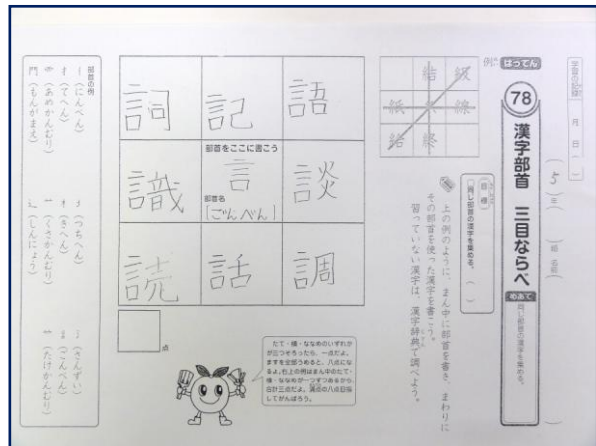 学習の記録 月 日( )
(5)年 組 名前
78 漢字部首 三目ならべ
めあて 同じ部首の漢字を集める。
はってん
目標
同じ部首の漢字を集める。( )
上の例のように、まん中に部首を書き、まわりに
その部首を使った漢字を書こう。
習っていない漢字は、漢字辞典で調べよう。
例
級 結
線 糸 紙
終 給
語 記 詞
談 部首をここに書こう 言 部首名 [ごんべん] 識
調 話 読
点
たて・横・ななめのいずれか
が三つそろったら、一点だよ。
ますを全部うめると、八点にな
るよ。右上の例はまん中のたて・
横・ななめが一つずつあるから、
合計三点だよ。満点の八点目指し
てがんばろう。
部首の例
イ(にんべん)
扌(てへん)
⻗(あめかんむり)
門(もんがまえ)
(つちへん)
(きへん)
(くさかんむり)
辶(しんにょう)
氵(さんずい)
(ごんべん)
(たけかんむり)